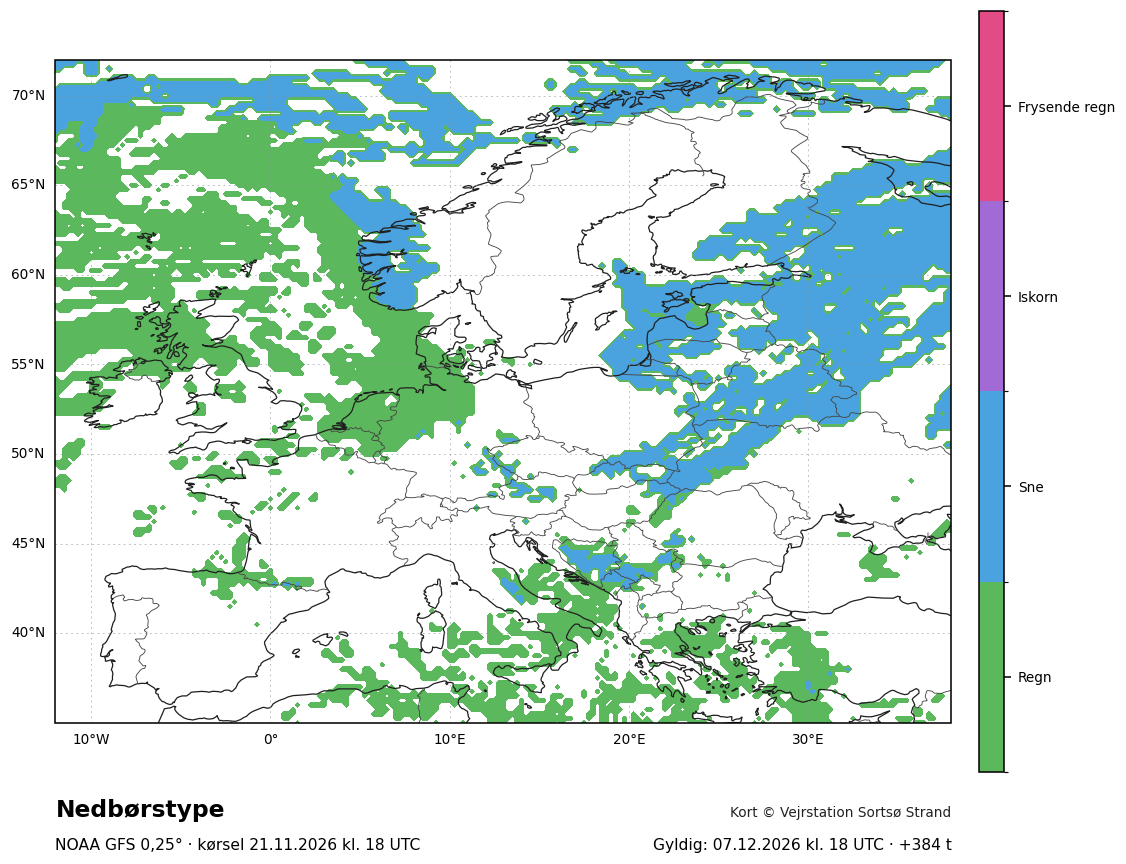 70°N
65°N
60°N
55°N
50°N
45°N
40°N
10°W
0°
10°E
20°E
30°E
Frysende regn
Iskorn
Sne
Regn
Nedbørstype
Kort © Vejrstation Sortsø Strand
NOAA GFS 0,25° · kørsel 21.11.2026 kl. 18 UTC
Gyldig: 07.12.2026 kl. 18 UTC · +384 t